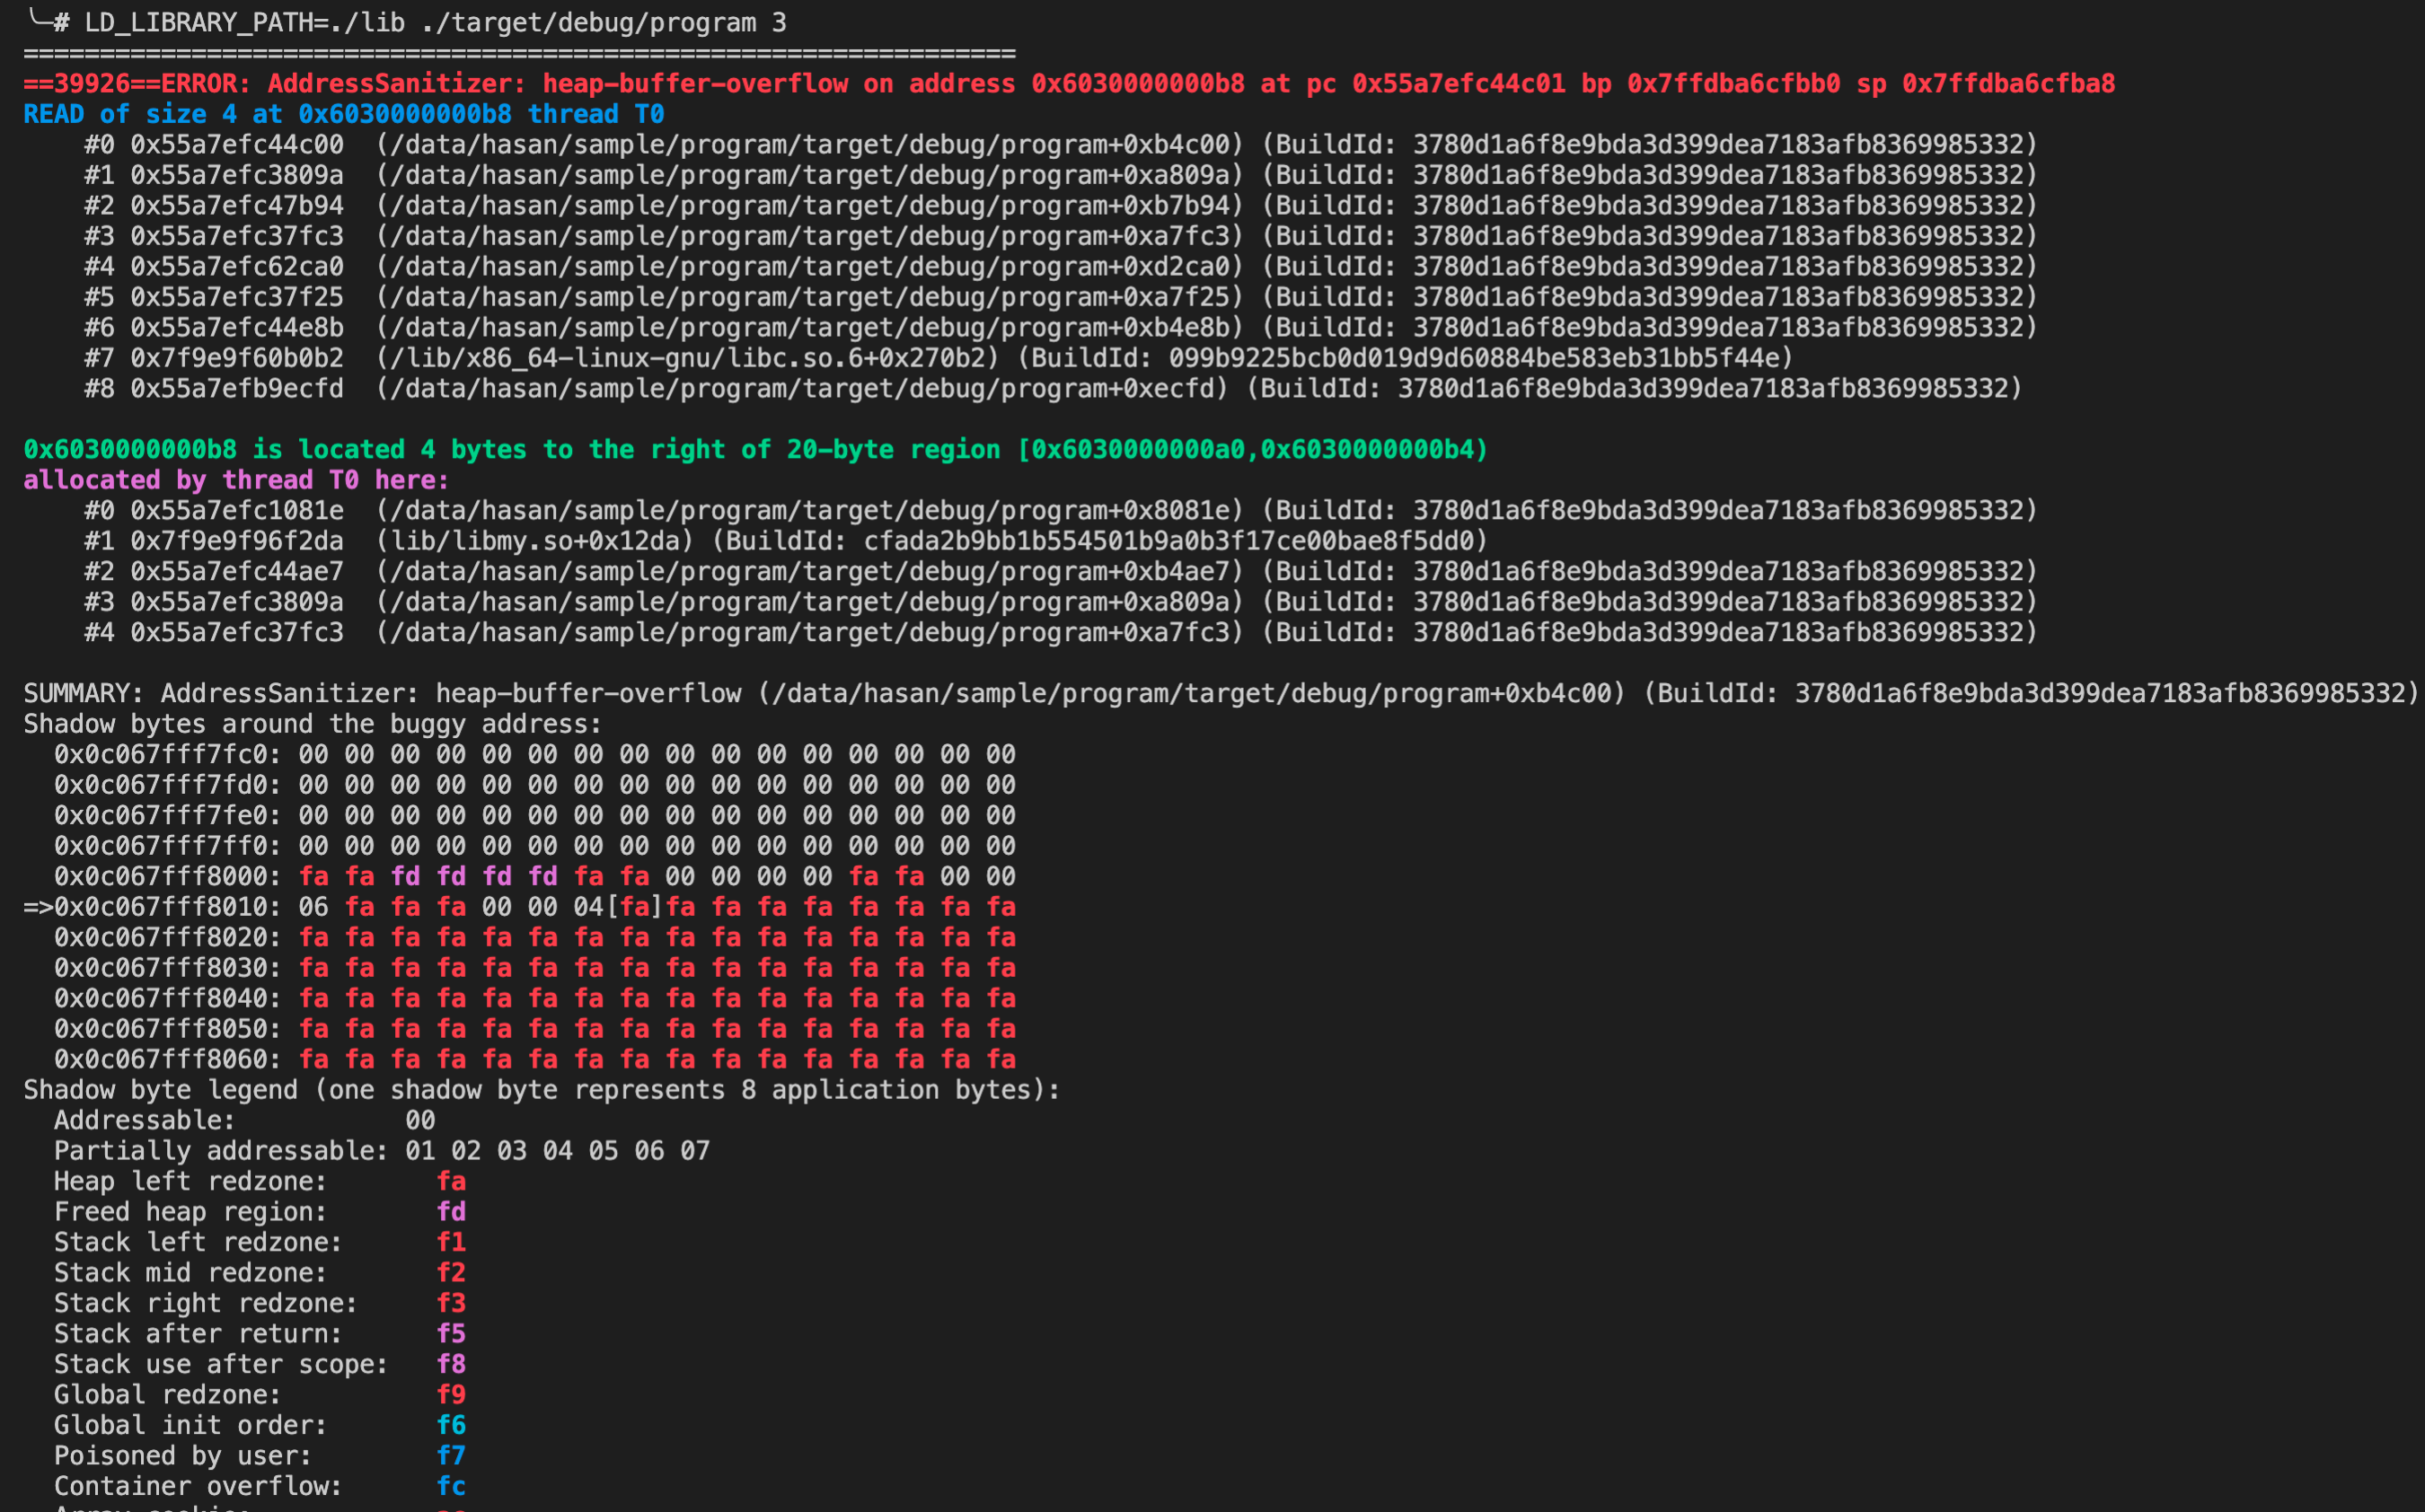 ╰─# LD_LIBRARY_PATH=./lib ./target/debug/program 3
=================================================================
==39926==ERROR: AddressSanitizer: heap-buffer-overflow on address 0x6030000000b8 at pc 0x55a7efc44c01 bp 0x7ffdba6cfbb0 sp 0x7ffdba6cfba8
READ of size 4 at 0x6030000000b8 thread T0
    #0 0x55a7efc44c00  (/data/hasan/sample/program/target/debug/program+0xb4c00) (BuildId: 3780d1a6f8e9bda3d399dea7183afb8369985332)
    #1 0x55a7efc3809a  (/data/hasan/sample/program/target/debug/program+0xa809a) (BuildId: 3780d1a6f8e9bda3d399dea7183afb8369985332)
    #2 0x55a7efc47b94  (/data/hasan/sample/program/target/debug/program+0xb7b94) (BuildId: 3780d1a6f8e9bda3d399dea7183afb8369985332)
    #3 0x55a7efc37fc3  (/data/hasan/sample/program/target/debug/program+0xa7fc3) (BuildId: 3780d1a6f8e9bda3d399dea7183afb8369985332)
    #4 0x55a7efc62ca0  (/data/hasan/sample/program/target/debug/program+0xd2ca0) (BuildId: 3780d1a6f8e9bda3d399dea7183afb8369985332)
    #5 0x55a7efc37f25  (/data/hasan/sample/program/target/debug/program+0xa7f25) (BuildId: 3780d1a6f8e9bda3d399dea7183afb8369985332)
    #6 0x55a7efc44e8b  (/data/hasan/sample/program/target/debug/program+0xb4e8b) (BuildId: 3780d1a6f8e9bda3d399dea7183afb8369985332)
    #7 0x7f9e9f60b0b2  (/lib/x86_64-linux-gnu/libc.so.6+0x270b2) (BuildId: 099b9225bcb0d019d9d60884be583eb31bb5f44e)
    #8 0x55a7efb9ecfd  (/data/hasan/sample/program/target/debug/program+0xecfd) (BuildId: 3780d1a6f8e9bda3d399dea7183afb8369985332)

0x6030000000b8 is located 4 bytes to the right of 20-byte region [0x6030000000a0,0x6030000000b4)
allocated by thread T0 here:
    #0 0x55a7efc1081e  (/data/hasan/sample/program/target/debug/program+0x8081e) (BuildId: 3780d1a6f8e9bda3d399dea7183afb8369985332)
    #1 0x7f9e9f96f2da  (lib/libmy.so+0x12da) (BuildId: cfada2b9bb1b554501b9a0b3f17ce00bae8f5dd0)
    #2 0x55a7efc44ae7  (/data/hasan/sample/program/target/debug/program+0xb4ae7) (BuildId: 3780d1a6f8e9bda3d399dea7183afb8369985332)
    #3 0x55a7efc3809a  (/data/hasan/sample/program/target/debug/program+0xa809a) (BuildId: 3780d1a6f8e9bda3d399dea7183afb8369985332)
    #4 0x55a7efc37fc3  (/data/hasan/sample/program/target/debug/program+0xa7fc3) (BuildId: 3780d1a6f8e9bda3d399dea7183afb8369985332)

SUMMARY: AddressSanitizer: heap-buffer-overflow (/data/hasan/sample/program/target/debug/program+0xb4c00) (BuildId: 3780d1a6f8e9bda3d399dea7183afb8369985332)
Shadow bytes around the buggy address:
  0x0c067fff7fc0: 00 00 00 00 00 00 00 00 00 00 00 00 00 00 00 00
  0x0c067fff7fd0: 00 00 00 00 00 00 00 00 00 00 00 00 00 00 00 00
  0x0c067fff7fe0: 00 00 00 00 00 00 00 00 00 00 00 00 00 00 00 00
  0x0c067fff7ff0: 00 00 00 00 00 00 00 00 00 00 00 00 00 00 00 00
  0x0c067fff8000: fa fa fd fd fd fd fa fa 00 00 00 00 fa fa 00 00
=>0x0c067fff8010: 06 fa fa fa 00 00 04[fa]fa fa fa fa fa fa fa fa
  0x0c067fff8020: fa fa fa fa fa fa fa fa fa fa fa fa fa fa fa fa
  0x0c067fff8030: fa fa fa fa fa fa fa fa fa fa fa fa fa fa fa fa
  0x0c067fff8040: fa fa fa fa fa fa fa fa fa fa fa fa fa fa fa fa
  0x0c067fff8050: fa fa fa fa fa fa fa fa fa fa fa fa fa fa fa fa
  0x0c067fff8060: fa fa fa fa fa fa fa fa fa fa fa fa fa fa fa fa
Shadow byte legend (one shadow byte represents 8 application bytes):
  Addressable:           00
  Partially addressable: 01 02 03 04 05 06 07
  Heap left redzone:       fa
  Freed heap region:       fd
  Stack left redzone:      f1
  Stack mid redzone:       f2
  Stack right redzone:     f3
  Stack after return:      f5
  Stack use after scope:   f8
  Global redzone:          f9
  Global init order:       f6
  Poisoned by user:        f7
  Container overflow:      fc